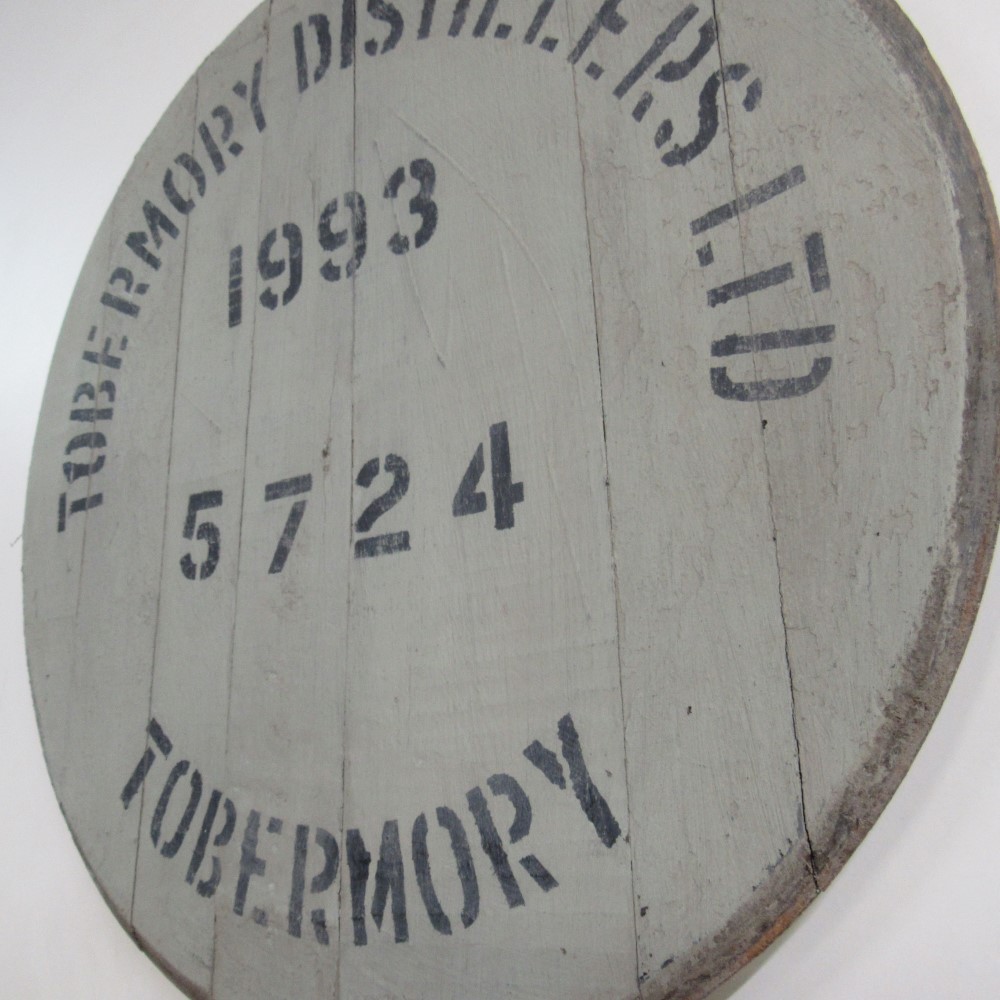 TOBERMORY DISTILLERS LTD
1993
5724
TOBERMORY